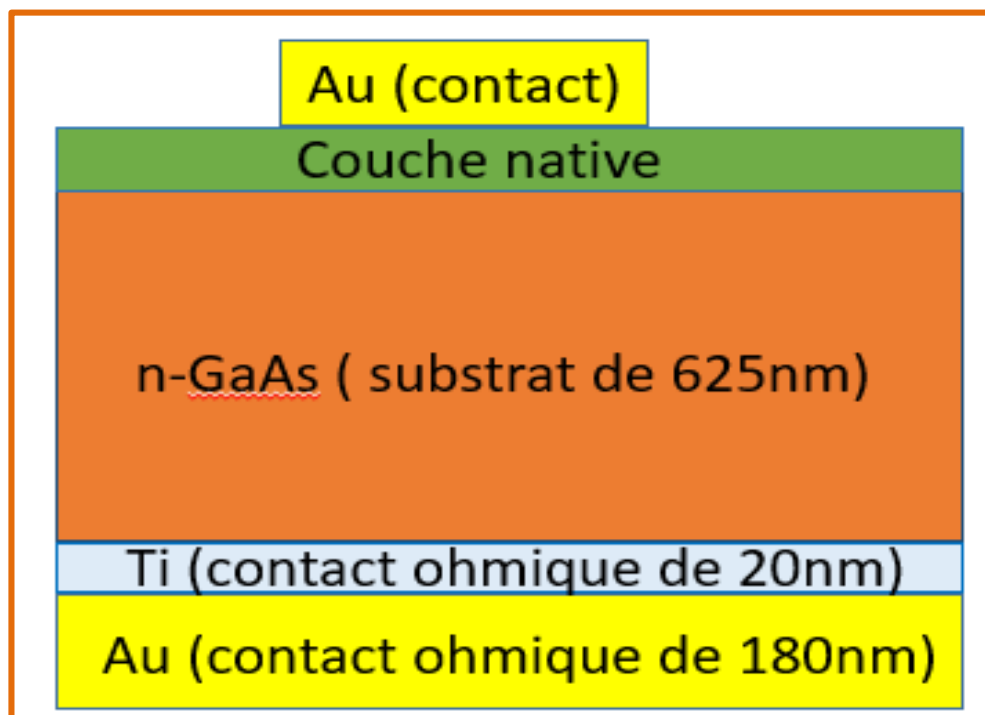 Au (contact)
Couche native
n-GaAs ( substrat de 625nm)
Ti (contact ohmique de 20nm)
Au (contact ohmique de 180nm)